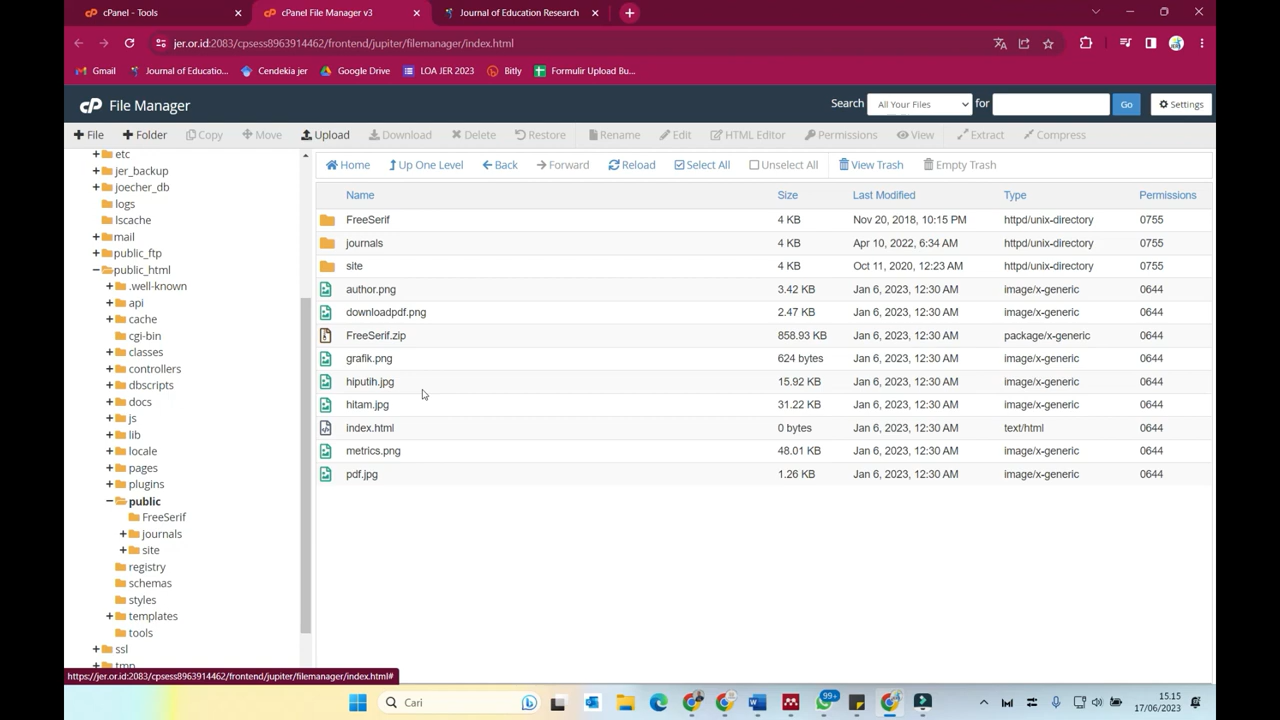 cPanel - Tools
cPanel File Manager v3
Journal of Education Research
jer.or.id:2083/cpsess8963914462/frontend/jupiter/filemanager/index.html
Gmail
Journal of Educatio...
Cendekia jer
Google Drive
LOA JER 2023
Bitly
Formulir Upload Bu...
cP File Manager
Search All Your Files for Go Settings
+ File
+ Folder
Copy
Move
Upload
Download
Delete
Restore
Rename
Edit
HTML Editor
Permissions
View
Extract
Compress
etc
jer_backup
joecher_db
logs
lscache
mail
public_ftp
public_html
.well-known
api
cache
cgi-bin
classes
controllers
dbscripts
docs
js
lib
locale
pages
plugins
public
FreeSerif
journals
site
registry
schemas
styles
templates
tools
ssl
tmp
Home
Up One Level
Back
Forward
Reload
Select All
Unselect All
View Trash
Empty Trash
Name Size Last Modified Type Permissions
FreeSerif 4 KB Nov 20, 2018, 10:15 PM httpd/unix-directory 0755
journals 4 KB Apr 10, 2022, 6:34 AM httpd/unix-directory 0755
site 4 KB Oct 11, 2020, 12:23 AM httpd/unix-directory 0755
author.png 3.42 KB Jan 6, 2023, 12:30 AM image/x-generic 0644
downloadpdf.png 2.47 KB Jan 6, 2023, 12:30 AM image/x-generic 0644
FreeSerif.zip 858.93 KB Jan 6, 2023, 12:30 AM package/x-generic 0644
grafik.png 624 bytes Jan 6, 2023, 12:30 AM image/x-generic 0644
hiputih.jpg 15.92 KB Jan 6, 2023, 12:30 AM image/x-generic 0644
hitam.jpg 31.22 KB Jan 6, 2023, 12:30 AM image/x-generic 0644
index.html 0 bytes Jan 6, 2023, 12:30 AM text/html 0644
metrics.png 48.01 KB Jan 6, 2023, 12:30 AM image/x-generic 0644
pdf.jpg 1.26 KB Jan 6, 2023, 12:30 AM image/x-generic 0644
https://jer.or.id:2083/cpsess8963914462/frontend/jupiter/filemanager/index.html#
Cari
99+
15.15
17/06/2023